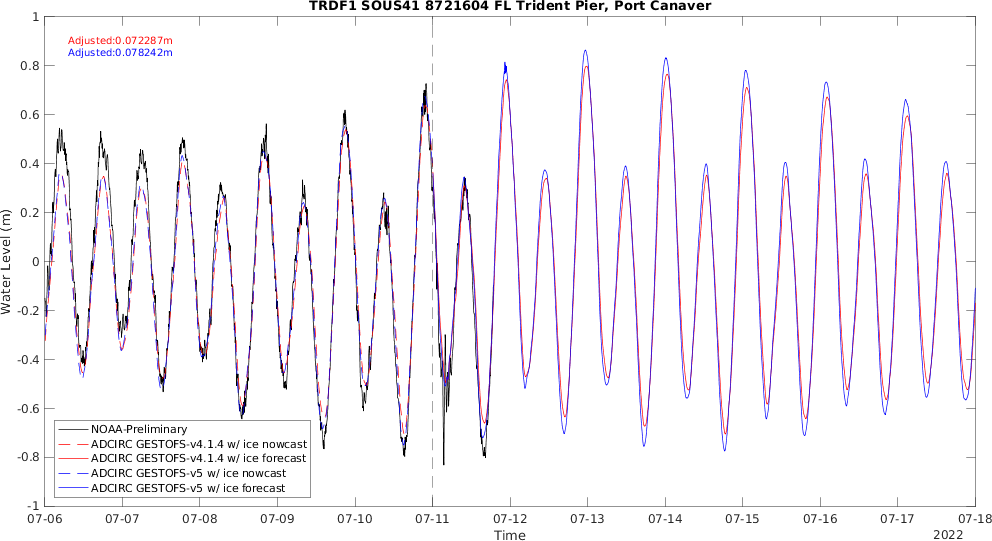 TRDF1 SOUS41 8721604 FL Trident Pier, Port Canaver
Adjusted:0.072287m
Adjusted:0.078242m
1
0.8
0.6
0.4
0.2
0
-0.2
-0.4
-0.6
-0.8
-1
Water Level (m)
NOAA-Preliminary
ADCIRC GESTOFS-v4.1.4 w/ ice nowcast
ADCIRC GESTOFS-v4.1.4 w/ ice forecast
ADCIRC GESTOFS-v5 w/ ice nowcast
ADCIRC GESTOFS-v5 w/ ice forecast
07-06 07-07 07-08 07-09 07-10 07-11 07-12 07-13 07-14 07-15 07-16 07-17 07-18
Time
2022